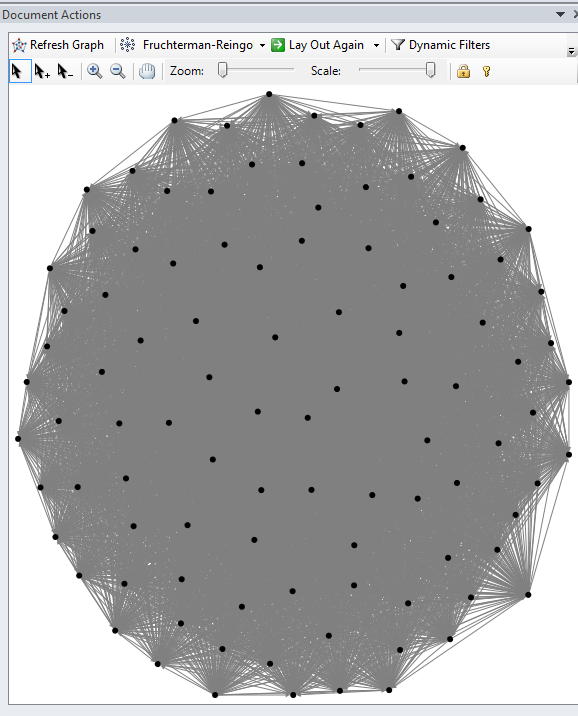 Document Actions
Refresh Graph Fruchterman-Reingo Lay Out Again Dynamic Filters
Zoom: Scale: